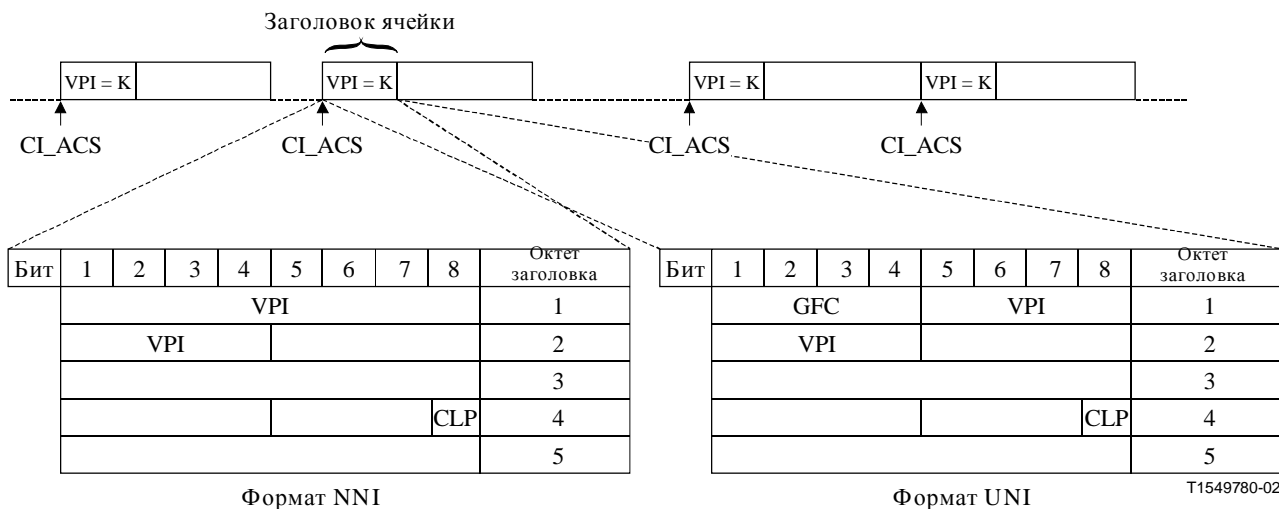 Заголовок ячейки
VPI = K VPI = K VPI = K VPI = K
CI_ACS CI_ACS CI_ACS CI_ACS
Бит 1 2 3 4 5 6 7 8 Октет заголовка
VPI 1
VPI 2
3
CLP 4
5
Формат NNI
Бит 1 2 3 4 5 6 7 8 Октет заголовка
GFC VPI 1
VPI 2
3
CLP 4
5
Формат UNI
T1549780-02